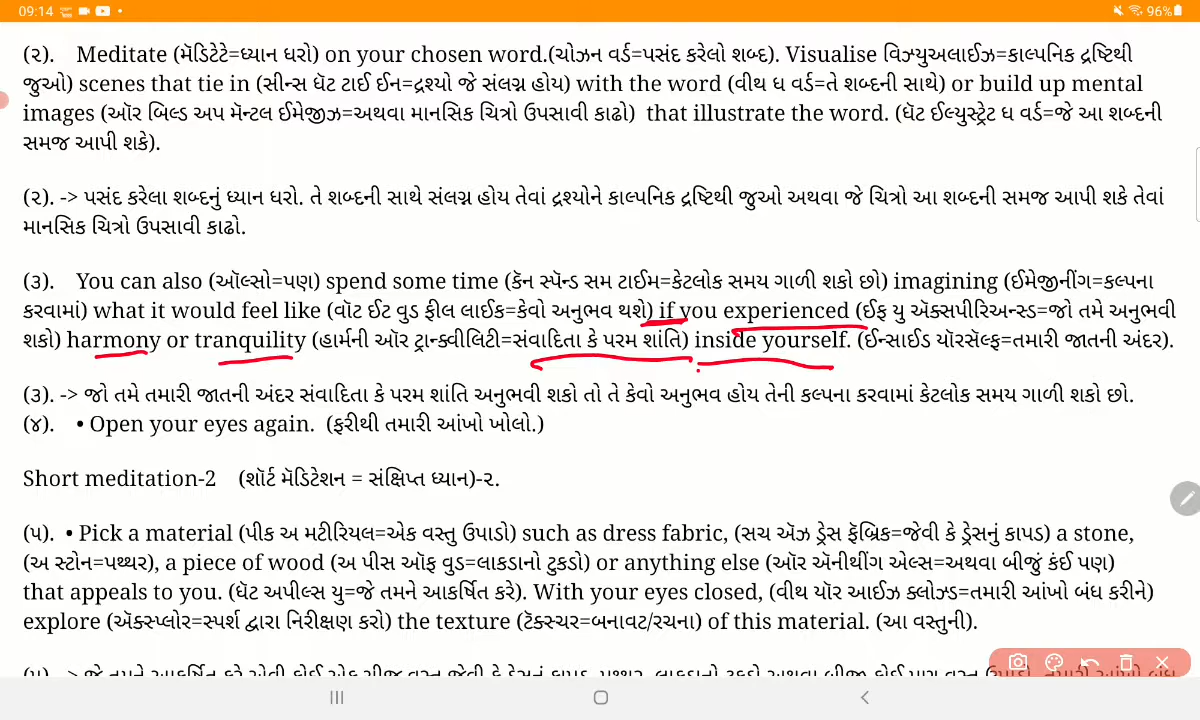 09:14
96%
(૨). Meditate (મૅડિટેટે=ધ્યાન ધરો) on your chosen word.(ચોઝન વર્ડ=પસંદ કરેલો શબ્દ). Visualise વિઝ્યુઅલાઈઝ=કાલ્પનિક દ્રષ્ટિથી
જુઓ) scenes that tie in (સીન્સ ધૅટ ટાઈ ઈન=દ્રશ્યો જે સંલગ્ન હોય) with the word (વીથ ધ વર્ડ=તે શબ્દની સાથે) or build up mental
images (ઑર બિલ્ડ અપ મૅન્ટલ ઈમેજીઝ=અથવા માનસિક ચિત્રો ઉપસાવી કાઢો) that illustrate the word. (ધૅટ ઈલ્યુસ્ટ્રેટ ધ વર્ડ=જે આ શબ્દની
સમજ આપી શકે).
(૨). -> પસંદ કરેલા શબ્દનું ધ્યાન ધરો. તે શબ્દની સાથે સંલગ્ન હોય તેવાં દ્રશ્યોને કાલ્પનિક દ્રષ્ટિથી જુઓ અથવા જે ચિત્રો આ શબ્દની સમજ આપી શકે તેવાં
માનસિક ચિત્રો ઉપસાવી કાઢો.
(૩). You can also (ઑલ્સો=પણ) spend some time (કૅન સ્પૅન્ડ સમ ટાઈમ=કેટલોક સમય ગાળી શકો છો) imagining (ઈમેજીનીંગ=કલ્પના
કરવામાં) what it would feel like (વૉટ ઈટ વુડ ફીલ લાઈક=કેવો અનુભવ થશે) if you experienced (ઈફ યુ ઍક્સપીરિઅન્સ્ડ=જો તમે અનુભવી
શકો) harmony or tranquility (હાર્મની ઑર ટ્રાન્ક્વીલિટી=સંવાદિતા કે પરમ શાંતિ) inside yourself. (ઈન્સાઈડ યૉરસૅલ્ફ=તમારી જાતની અંદર).
(૩). -> જો તમે તમારી જાતની અંદર સંવાદિતા કે પરમ શાંતિ અનુભવી શકો તો તે કેવો અનુભવ હોય તેની કલ્પના કરવામાં કેટલોક સમય ગાળી શકો છો.
(૪). • Open your eyes again. (ફરીથી તમારી આંખો ખોલો.)
Short meditation-2 (શૉર્ટ મૅડિટેશન = સંક્ષિપ્ત ધ્યાન)-૨.
(૫). • Pick a material (પીક અ મટીરિયલ=એક વસ્તુ ઉપાડો) such as dress fabric, (સચ ઍઝ ડ્રેસ ફૅબ્રિક=જેવી કે ડ્રેસનું કાપડ) a stone,
(અ સ્ટોન=પથ્થર), a piece of wood (અ પીસ ઑફ વુડ=લાકડાનો ટુકડો) or anything else (ઑર ઍનીથીંગ એલ્સ=અથવા બીજું કંઈ પણ)
that appeals to you. (ધૅટ અપીલ્સ યુ=જે તમને આકર્ષિત કરે). With your eyes closed, (વીથ યૉર આઈઝ ક્લોઝ્ડ=તમારી આંખો બંધ કરીને)
explore (ઍક્સ્પ્લોર=સ્પર્શ દ્વારા નિરીક્ષણ કરો) the texture (ટૅક્સ્ચર=બનાવટ/રચના) of this material. (આ વસ્તુની).